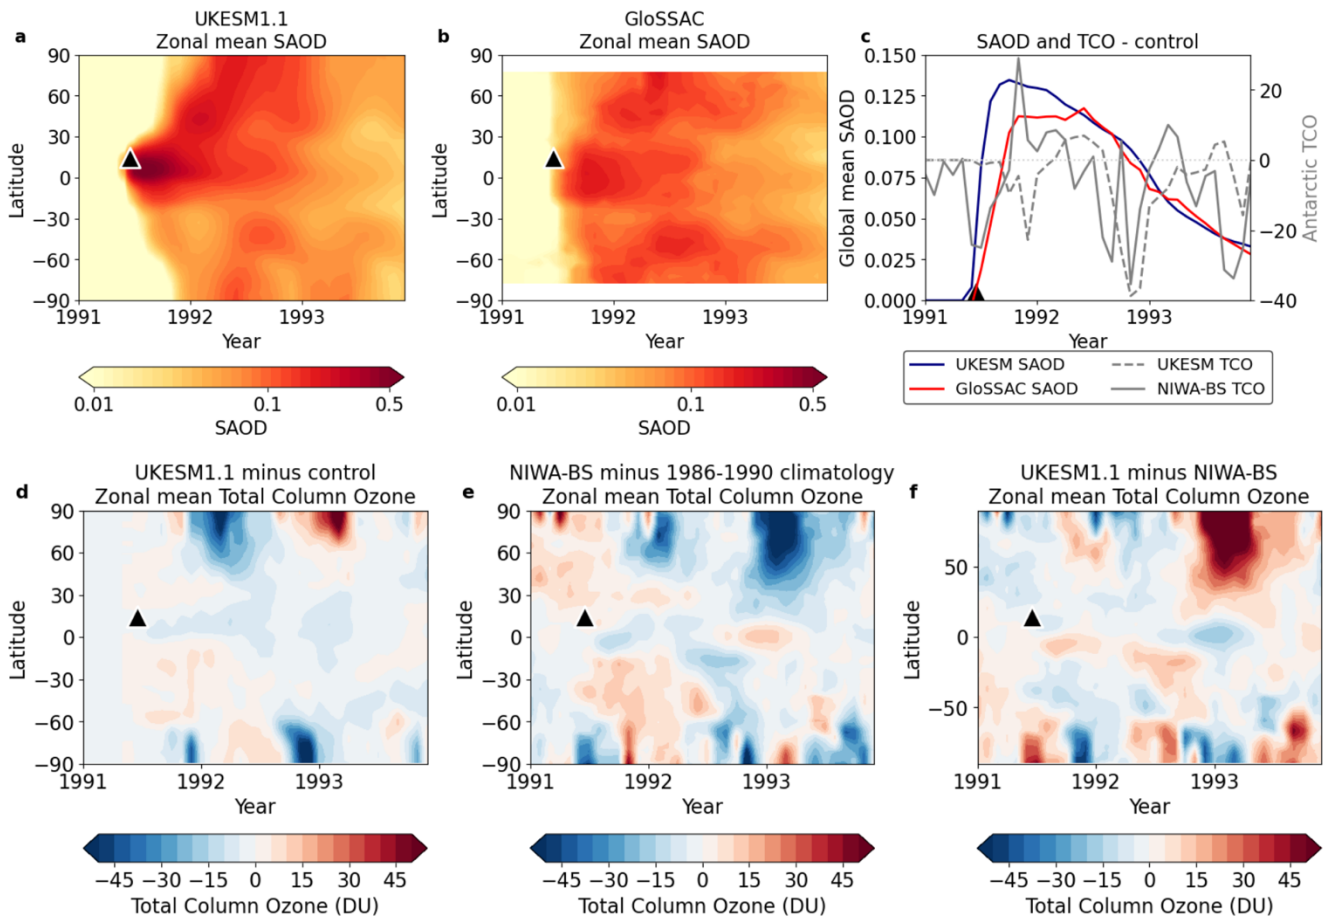 a
UKESM1.1
Zonal mean SAOD
90
60
30
0
−30
−60
−90
Latitude
1991
1992
1993
Year
0.01
0.1
0.5
SAOD
b
GloSSAC
Zonal mean SAOD
90
60
30
0
−30
−60
−90
Latitude
1991
1992
1993
Year
0.01
0.1
0.5
SAOD
c
SAOD and TCO - control
0.150
0.125
0.100
0.075
0.050
0.025
0.000
Global mean SAOD
20
0
−20
−40
Antarctic TCO
1991
1992
1993
Year
UKESM SAOD
GloSSAC SAOD
UKESM TCO
NIWA-BS TCO
d
UKESM1.1 minus control
Zonal mean Total Column Ozone
90
60
30
0
−30
−60
−90
Latitude
1991
1992
1993
Year
−45 −30 −15 0 15 30 45
Total Column Ozone (DU)
e
NIWA-BS minus 1986-1990 climatology
Zonal mean Total Column Ozone
90
60
30
0
−30
−60
−90
Latitude
1991
1992
1993
Year
−45 −30 −15 0 15 30 45
Total Column Ozone (DU)
f
UKESM1.1 minus NIWA-BS
Zonal mean Total Column Ozone
50
0
−50
Latitude
1991
1992
1993
Year
−45 −30 −15 0 15 30 45
Total Column Ozone (DU)